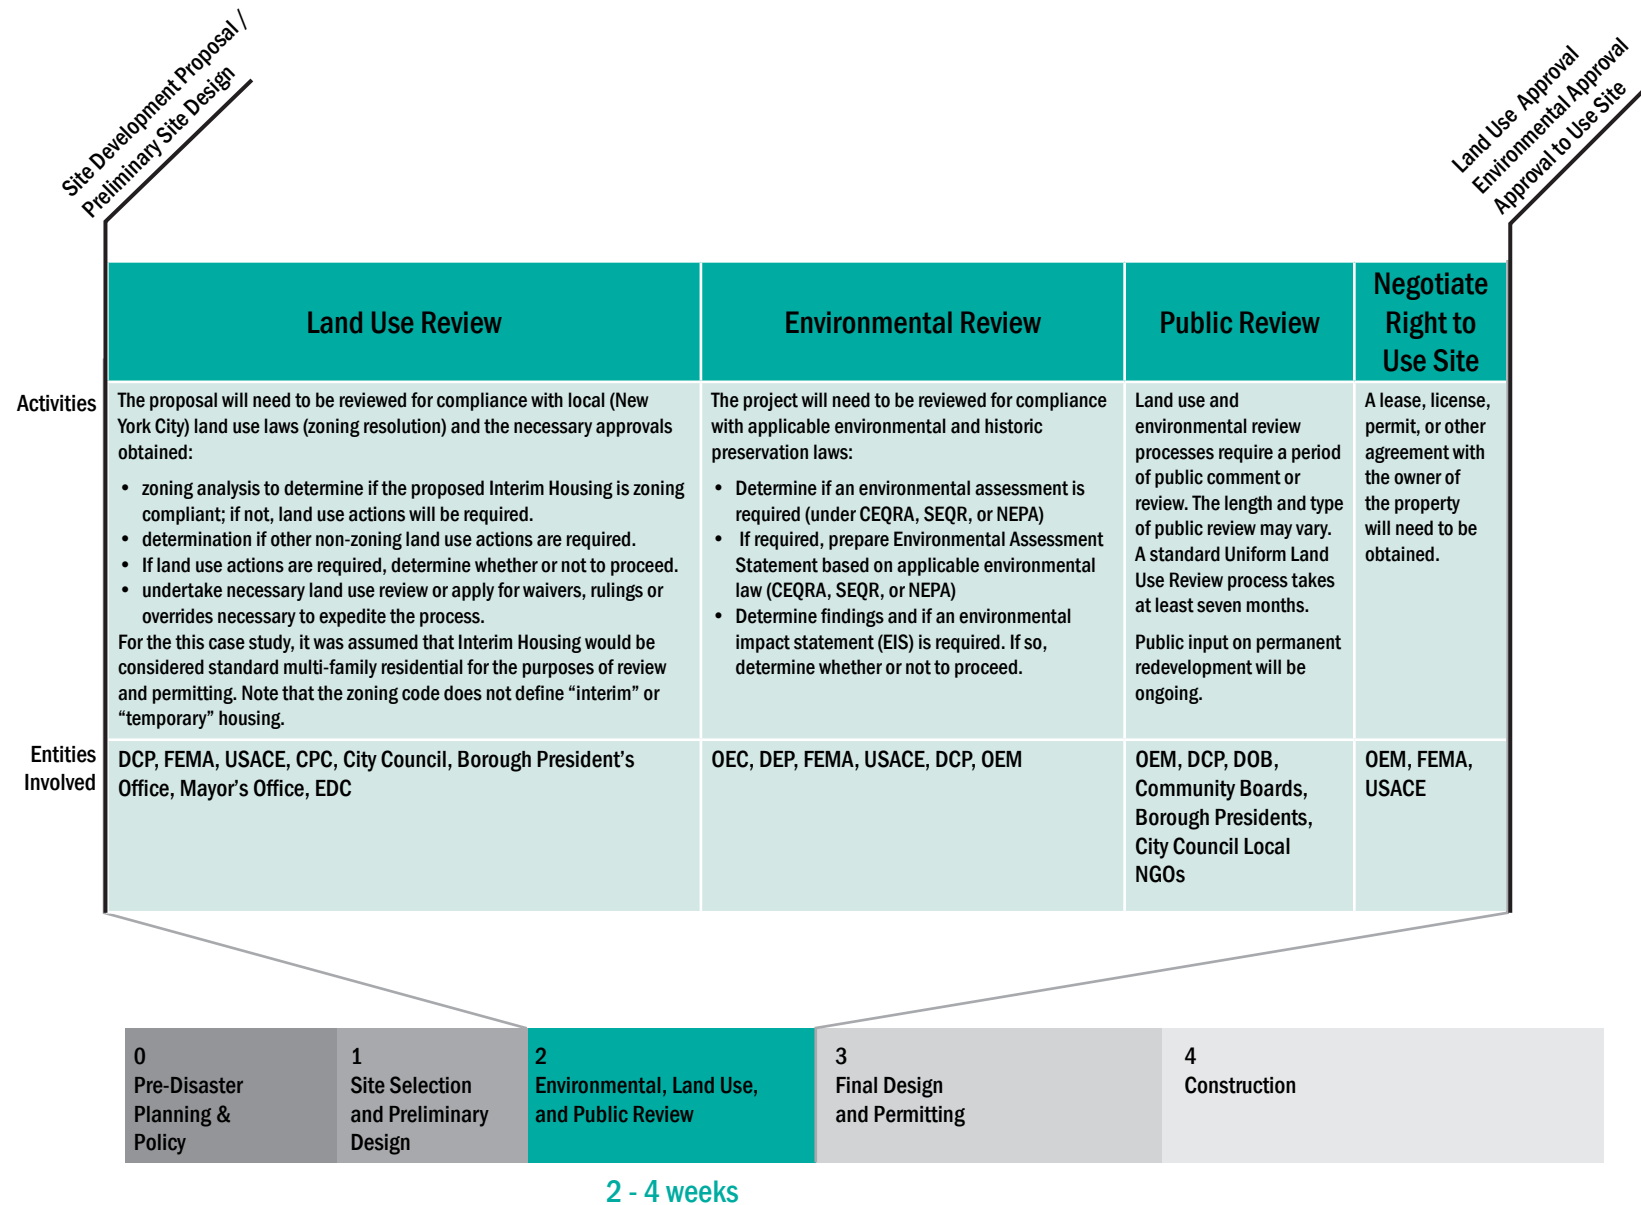 Site Development Proposal /
Preliminary Site Design
Land Use Approval
Environmental Approval
Approval to Use Site
Land Use Review
Environmental Review
Public Review
Negotiate
Right to
Use Site
Activities
The proposal will need to be reviewed for compliance with local (New
York City) land use laws (zoning resolution) and the necessary approvals
obtained:
• zoning analysis to determine if the proposed Interim Housing is zoning
compliant; if not, land use actions will be required.
• determination if other non-zoning land use actions are required.
• If land use actions are required, determine whether or not to proceed.
• undertake necessary land use review or apply for waivers, rulings or
overrides necessary to expedite the process.
For the this case study, it was assumed that Interim Housing would be
considered standard multi-family residential for the purposes of review
and permitting. Note that the zoning code does not define “interim” or
“temporary” housing.
The project will need to be reviewed for compliance
with applicable environmental and historic
preservation laws:
• Determine if an environmental assessment is
required (under CEQRA, SEQR, or NEPA)
• If required, prepare Environmental Assessment
Statement based on applicable environmental
law (CEQRA, SEQR, or NEPA)
• Determine findings and if an environmental
impact statement (EIS) is required. If so,
determine whether or not to proceed.
Land use and
environmental review
processes require a period
of public comment or
review. The length and type
of public review may vary.
A standard Uniform Land
Use Review process takes
at least seven months.
Public input on permanent
redevelopment will be
ongoing.
A lease, license,
permit, or other
agreement with
the owner of
the property
will need to be
obtained.
Entities
Involved
DCP, FEMA, USACE, CPC, City Council, Borough President’s
Office, Mayor’s Office, EDC
OEC, DEP, FEMA, USACE, DCP, OEM
OEM, DCP, DOB,
Community Boards,
Borough Presidents,
City Council Local
NGOs
OEM, FEMA,
USACE
0
Pre-Disaster
Planning &
Policy
1
Site Selection
and Preliminary
Design
2
Environmental, Land Use,
and Public Review
3
Final Design
and Permitting
4
Construction
2 - 4 weeks